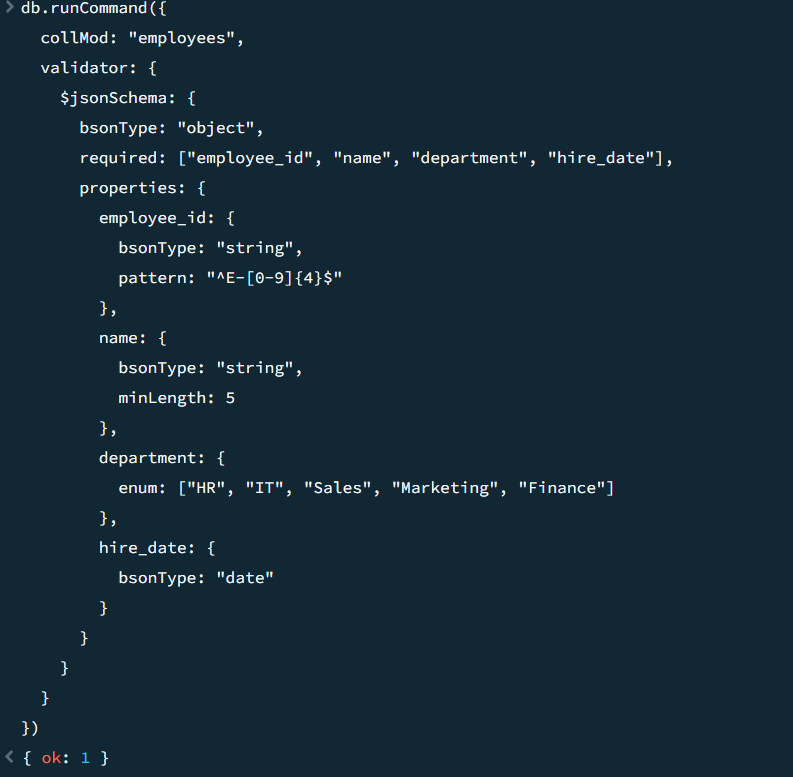 > db.runCommand({
collMod: "employees",
validator: {
$jsonSchema: {
bsonType: "object",
required: ["employee_id", "name", "department", "hire_date"],
properties: {
employee_id: {
bsonType: "string",
pattern: "^E-[0-9]{4}$"
},
name: {
bsonType: "string",
minLength: 5
},
department: {
enum: ["HR", "IT", "Sales", "Marketing", "Finance"]
},
hire_date: {
bsonType: "date"
}
}
}
}
})
< { ok: 1 }